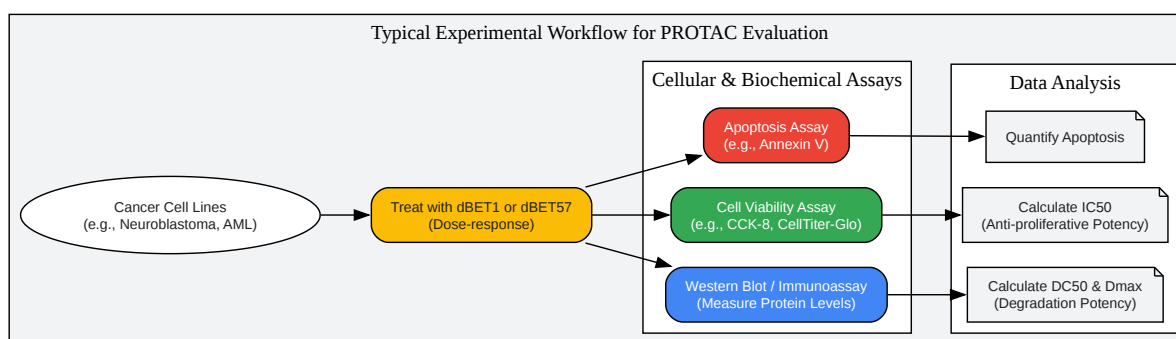 Typical Experimental Workflow for PROTAC Evaluation
Cancer Cell Lines
(e.g., Neuroblastoma, AML)
Treat with dBET1 or dBET57
(Dose-response)
Cellular & Biochemical Assays
Apoptosis Assay
(e.g., Annexin V)
Cell Viability Assay
(e.g., CCK-8, CellTiter-Glo)
Western Blot / Immunoassay
(Measure Protein Levels)
Data Analysis
Quantify Apoptosis
Calculate IC50
(Anti-proliferative Potency)
Calculate DC50 & Dmax
(Degradation Potency)